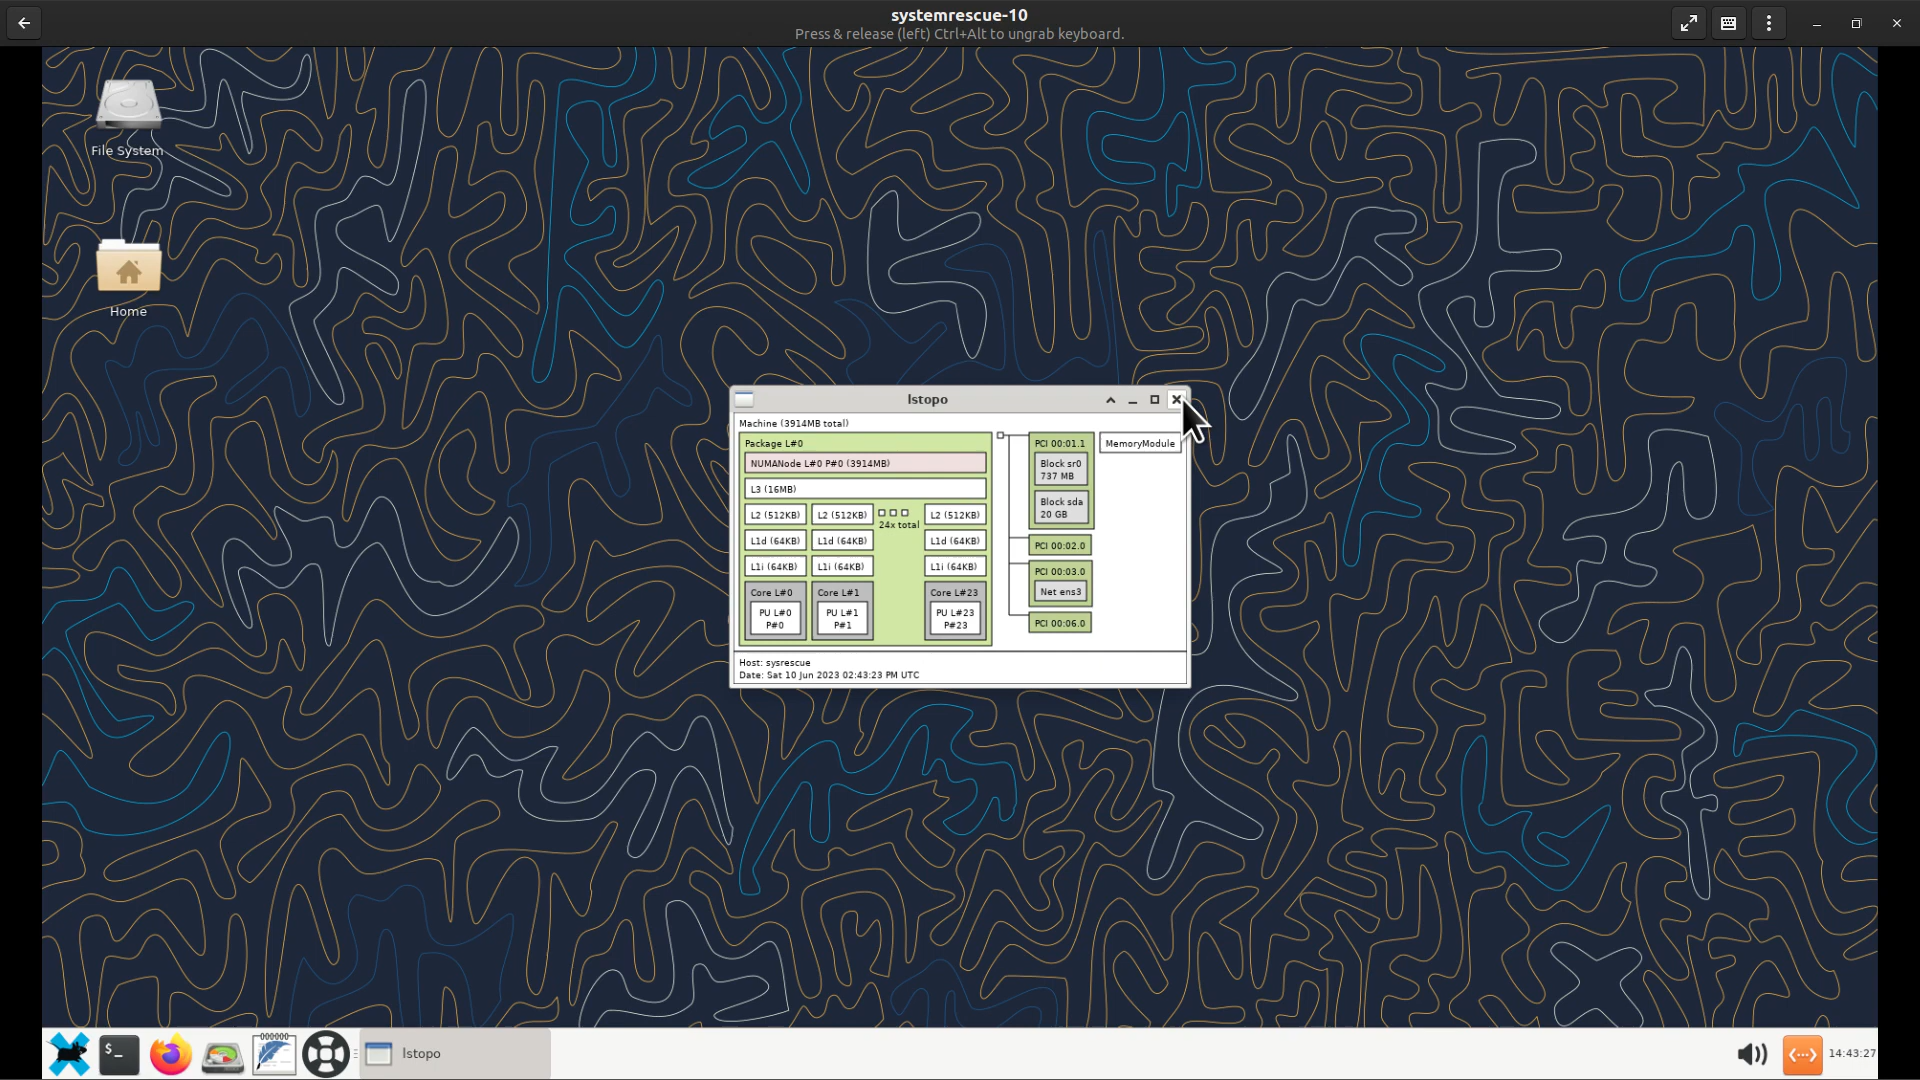 systemrescue-10
Press & release (left) Ctrl+Alt to ungrab keyboard.
File System
Home
lstopo
Machine (3914MB total)
Package L#0
NUMANode L#0 P#0 (3914MB)
L3 (16MB)
L2 (512KB) L2 (512KB) 24x total L2 (512KB)
L1d (64KB) L1d (64KB) L1d (64KB)
L1i (64KB) L1i (64KB) L1i (64KB)
Core L#0 Core L#1 Core L#23
PU L#0 PU L#1 PU L#23
P#0 P#1 P#23
PCI 00:01.1
Block sr0
737 MB
Block sda
20 GB
PCI 00:02.0
PCI 00:03.0
Net ens3
PCI 00:06.0
MemoryModule
Host: sysrescue
Date: Sat 10 Jun 2023 02:43:23 PM UTC
$_
000000
lstopo
14:43:27